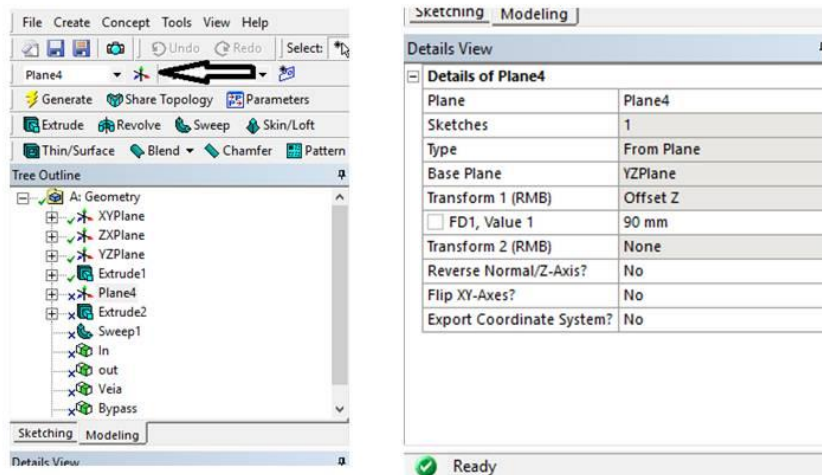 File Create Concept Tools View Help
Undo Redo Select:
Plane4
Generate Share Topology Parameters
Extrude Revolve Sweep Skin/Loft
Thin/Surface Blend Chamfer Pattern
Tree Outline
A: Geometry
XYPlane
ZXPlane
YZPlane
Extrude1
Plane4
Extrude2
Sweep1
In
out
Veia
Bypass
Sketching Modeling
Details View
Sketching Modeling
Details View
Details of Plane4
Plane Plane4
Sketches 1
Type From Plane
Base Plane YZPlane
Transform 1 (RMB) Offset Z
FD1, Value 1 90 mm
Transform 2 (RMB) None
Reverse Normal/Z-Axis? No
Flip XY-Axes? No
Export Coordinate System? No
Ready